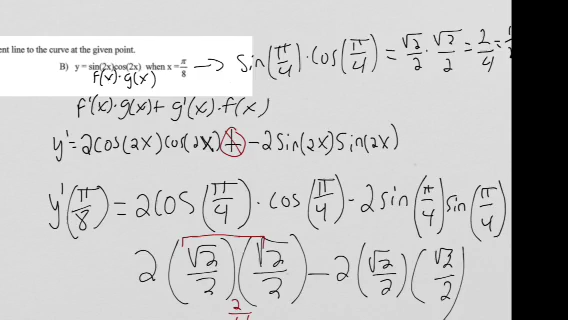 ent line to the curve at the given point.
B) y = sin(2x)cos(2x) when x = π/8 → sin(π/4)·cos(π/4) = √2/2 · √2/2 = 2/4 =
f(x)·g(x)
f'(x)·g(x) + g'(x)·f(x)
y' = 2cos(2x)cos(2x) + -2sin(2x)sin(2x)
y'(π/8) = 2cos(π/4)·cos(π/4) - 2sin(π/4)sin(π/4)
2(√2/2)(√2/2) - 2(√2/2)(√2/2)
2